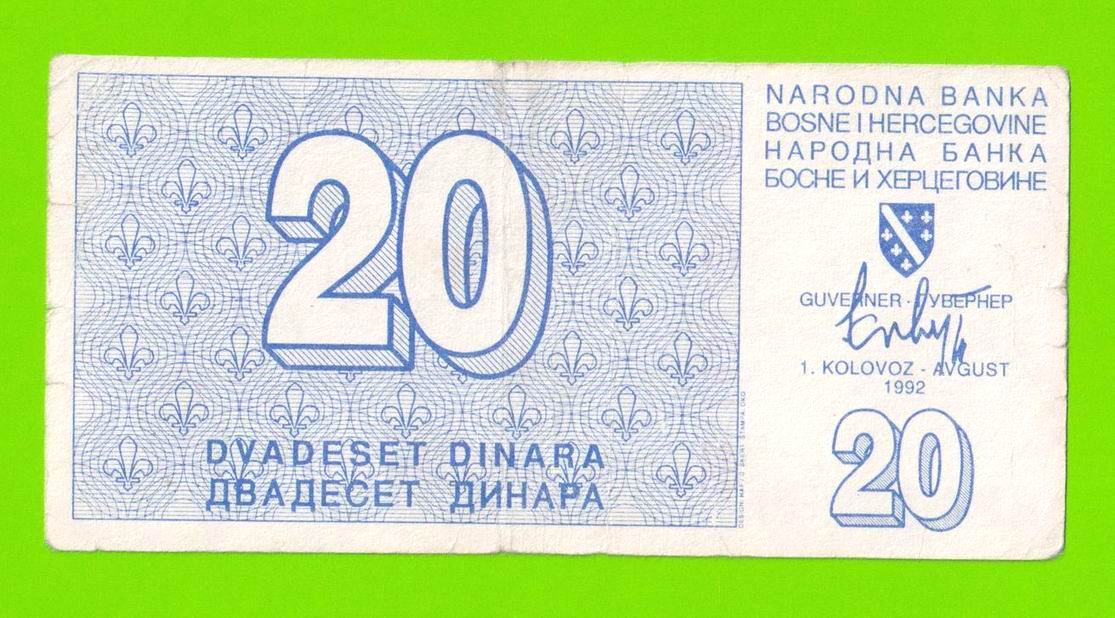 20
DVADESET DINARA
ДВАДЕСЕТ ДИНАРА
NARODNA BANKA
BOSNE I HERCEGOVINE
НАРОДНА БАНКА
БОСНЕ И ХЕРЦЕГОВИНЕ
GUVERNER · ГУВЕРНЕР
1. KOLOVOZ - AVGUST
1992
20